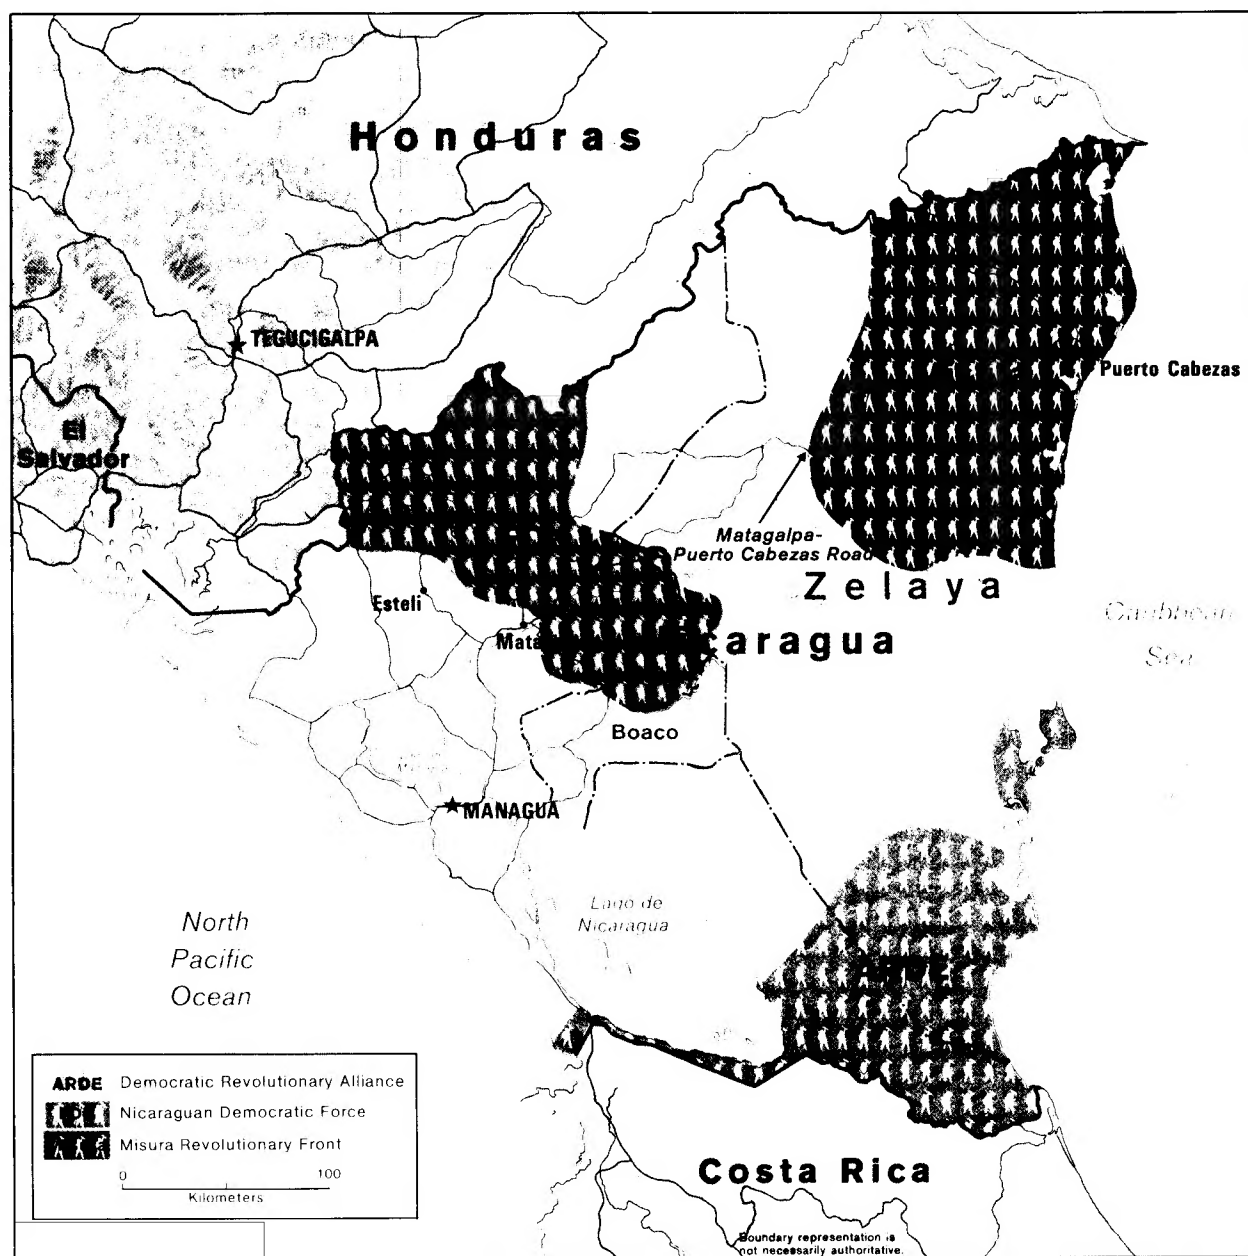 Honduras
TEGUCIGALPA
Puerto Cabezas
El
Salvador
Matagalpa-
Puerto Cabezas Road
Zelaya
Esteli
Caribbean
Sea
Boaco
MANAGUA
Lago de
Nicaragua
North
Pacific
Ocean
ARDE
ARDE Democratic Revolutionary Alliance
Nicaraguan Democratic Force
Misura Revolutionary Front
0 100
Kilometers
Costa Rica
Boundary representation is
not necessarily authoritative.